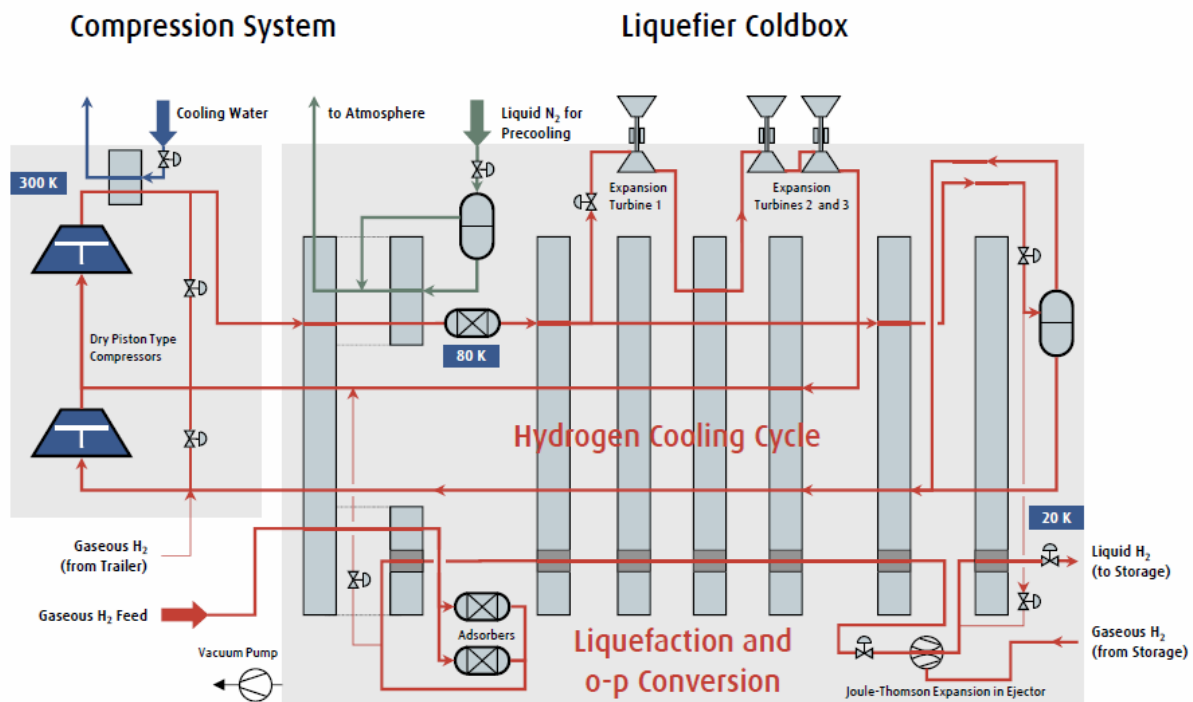 Compression System
Liquefier Coldbox
Cooling Water
to Atmosphere
Liquid N₂ for
Precooling
300 K
Expansion
Turbine 1
Expansion
Turbines 2 and 3
Dry Piston Type
Compressors
80 K
Hydrogen Cooling Cycle
20 K
Gaseous H₂
(from Trailer)
Liquid H₂
(to Storage)
Gaseous H₂ Feed
Adsorbers
Liquefaction and
o-p Conversion
Gaseous H₂
(from Storage)
Vacuum Pump
Joule-Thomson Expansion in Ejector